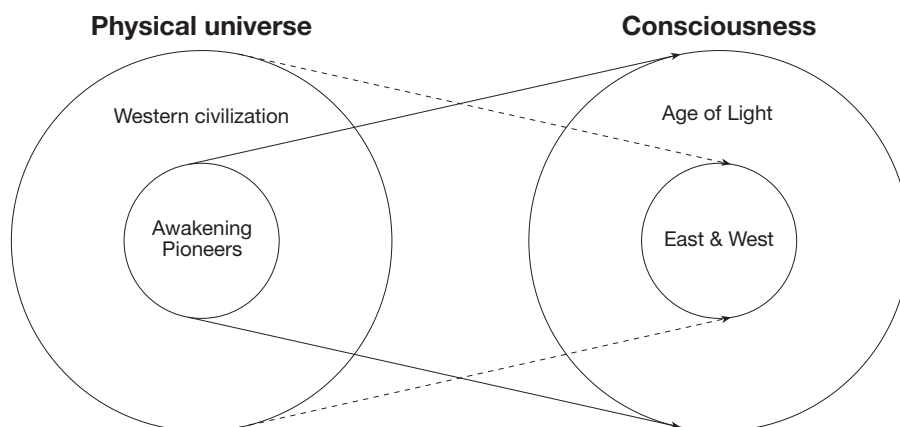 Physical universe
Consciousness
Western civilization
Age of Light
Awakening
Pioneers
East & West